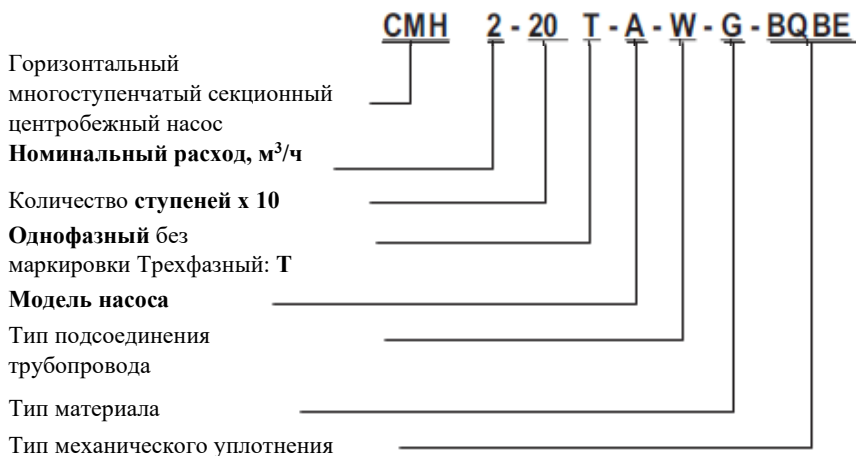 CMH 2 - 20 T - A - W - G - BQBE
Горизонтальный
многоступенчатый секционный
центробежный насос
Номинальный расход, м³/ч
Количество ступеней x 10
Однофазный без
маркировки Трехфазный: T
Модель насоса
Тип подсоединения
трубопровода
Тип материала
Тип механического уплотнения